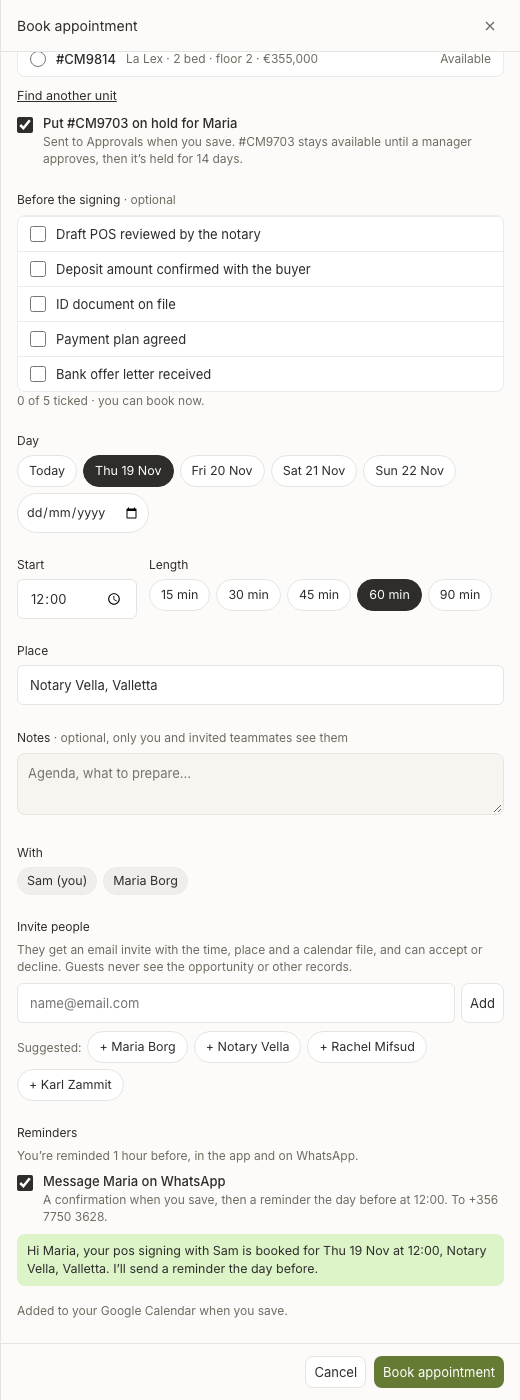 Book appointment
#CM9814 La Lex · 2 bed · floor 2 · €355,000 Available
Find another unit
Put #CM9703 on hold for Maria
Sent to Approvals when you save. #CM9703 stays available until a manager
approves, then it's held for 14 days.
Before the signing · optional
Draft POS reviewed by the notary
Deposit amount confirmed with the buyer
ID document on file
Payment plan agreed
Bank offer letter received
0 of 5 ticked · you can book now.
Day
Today Thu 19 Nov Fri 20 Nov Sat 21 Nov Sun 22 Nov
dd/mm/yyyy
Start Length
12:00 15 min 30 min 45 min 60 min 90 min
Place
Notary Vella, Valletta
Notes · optional, only you and invited teammates see them
Agenda, what to prepare...
With
Sam (you) Maria Borg
Invite people
They get an email invite with the time, place and a calendar file, and can accept or
decline. Guests never see the opportunity or other records.
name@email.com Add
Suggested: + Maria Borg + Notary Vella + Rachel Mifsud
+ Karl Zammit
Reminders
You're reminded 1 hour before, in the app and on WhatsApp.
Message Maria on WhatsApp
A confirmation when you save, then a reminder the day before at 12:00. To +356
7750 3628.
Hi Maria, your pos signing with Sam is booked for Thu 19 Nov at 12:00, Notary
Vella, Valletta. I'll send a reminder the day before.
Added to your Google Calendar when you save.
Cancel Book appointment